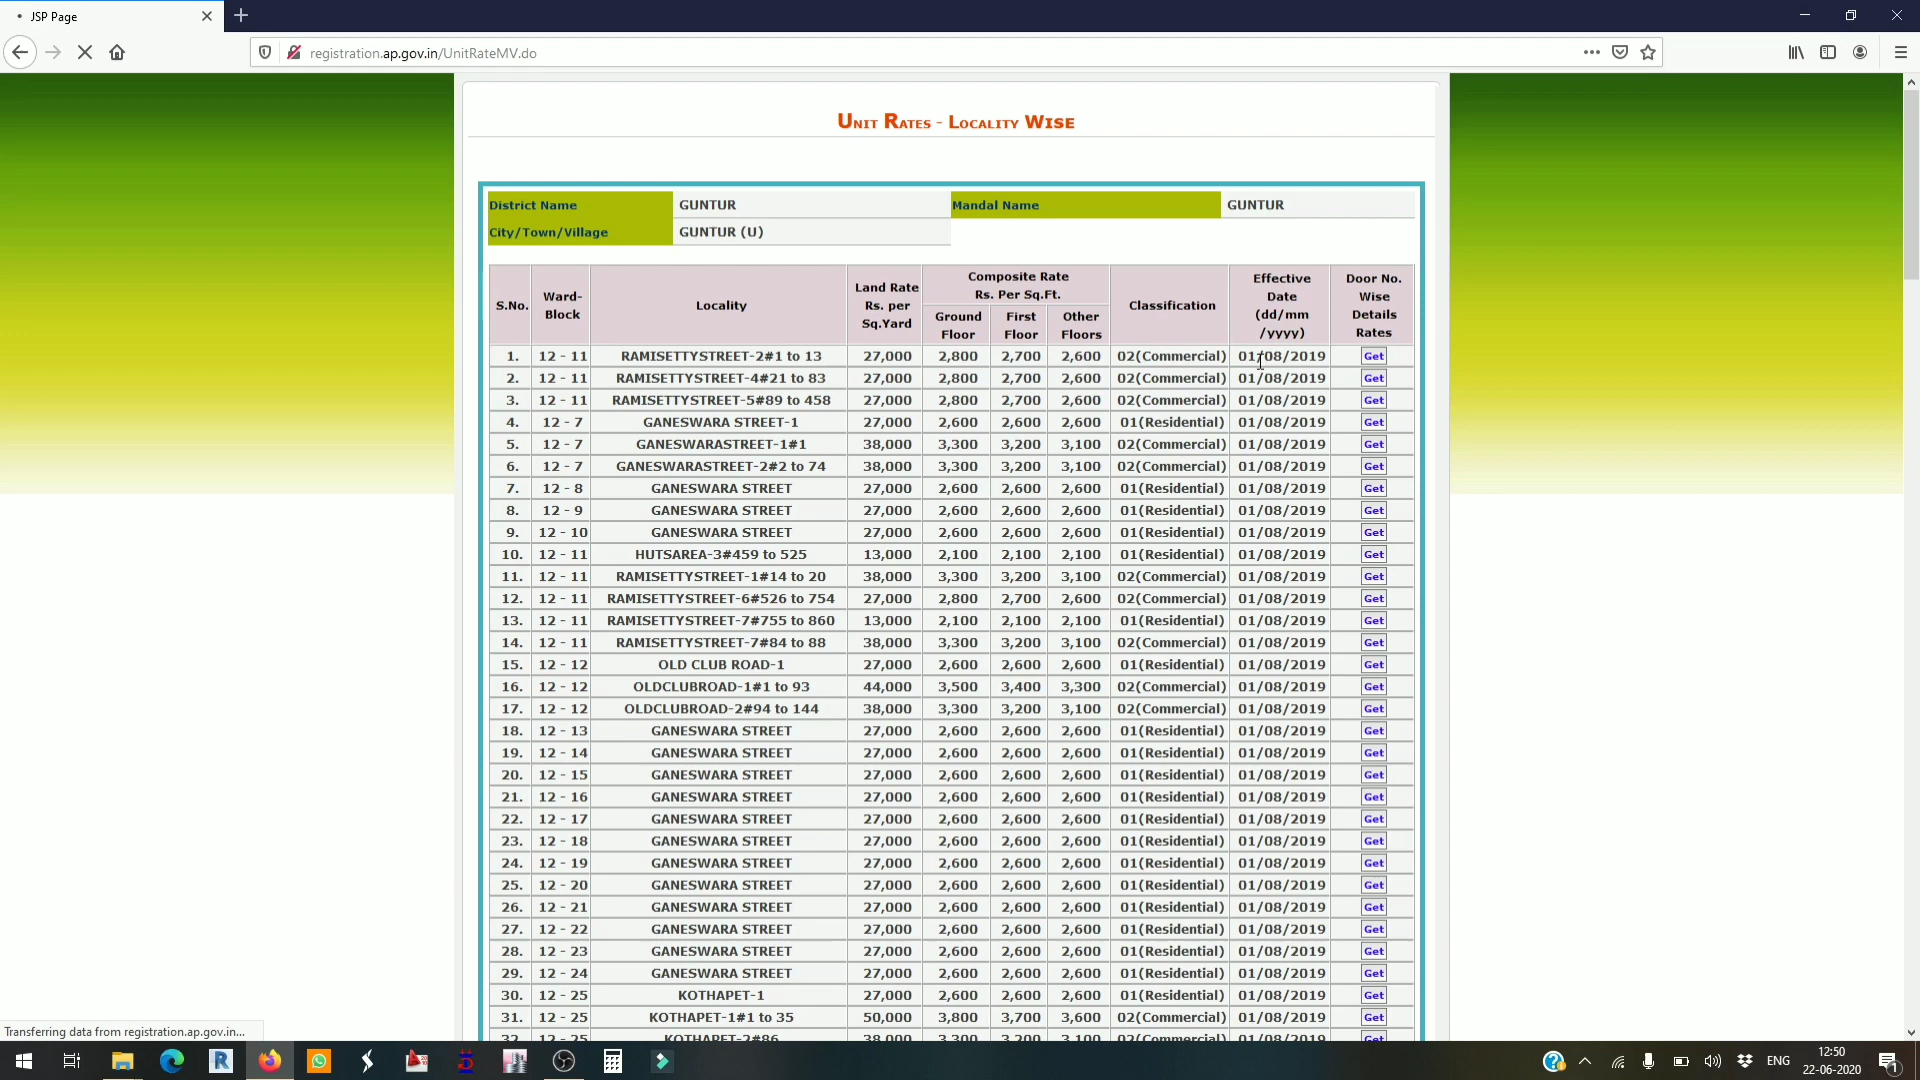 JSP Page
registration.ap.gov.in/UnitRateMV.do
UNIT RATES - LOCALITY WISE
District Name GUNTUR Mandal Name GUNTUR
City/Town/Village GUNTUR (U)
S.No. Ward-Block Locality Land Rate Rs. per Sq.Yard Composite Rate Rs. Per Sq.Ft. Ground Floor First Floor Other Floors Classification Effective Date (dd/mm/yyyy) Door No. Wise Details Rates
1. 12 - 11 RAMISETTYSTREET-2#1 to 13 27,000 2,800 2,700 2,600 02(Commercial) 01/08/2019 Get
2. 12 - 11 RAMISETTYSTREET-4#21 to 83 27,000 2,800 2,700 2,600 02(Commercial) 01/08/2019 Get
3. 12 - 11 RAMISETTYSTREET-5#89 to 458 27,000 2,800 2,700 2,600 02(Commercial) 01/08/2019 Get
4. 12 - 7 GANESWARA STREET-1 27,000 2,600 2,600 2,600 01(Residential) 01/08/2019 Get
5. 12 - 7 GANESWARASTREET-1#1 38,000 3,300 3,200 3,100 02(Commercial) 01/08/2019 Get
6. 12 - 7 GANESWARASTREET-2#2 to 74 38,000 3,300 3,200 3,100 02(Commercial) 01/08/2019 Get
7. 12 - 8 GANESWARA STREET 27,000 2,600 2,600 2,600 01(Residential) 01/08/2019 Get
8. 12 - 9 GANESWARA STREET 27,000 2,600 2,600 2,600 01(Residential) 01/08/2019 Get
9. 12 - 10 GANESWARA STREET 27,000 2,600 2,600 2,600 01(Residential) 01/08/2019 Get
10. 12 - 11 HUTSAREA-3#459 to 525 13,000 2,100 2,100 2,100 01(Residential) 01/08/2019 Get
11. 12 - 11 RAMISETTYSTREET-1#14 to 20 38,000 3,300 3,200 3,100 02(Commercial) 01/08/2019 Get
12. 12 - 11 RAMISETTYSTREET-6#526 to 754 27,000 2,800 2,700 2,600 02(Commercial) 01/08/2019 Get
13. 12 - 11 RAMISETTYSTREET-7#755 to 860 13,000 2,100 2,100 2,100 01(Residential) 01/08/2019 Get
14. 12 - 11 RAMISETTYSTREET-7#84 to 88 38,000 3,300 3,200 3,100 02(Commercial) 01/08/2019 Get
15. 12 - 12 OLD CLUB ROAD-1 27,000 2,600 2,600 2,600 01(Residential) 01/08/2019 Get
16. 12 - 12 OLDCLUBROAD-1#1 to 93 44,000 3,500 3,400 3,300 02(Commercial) 01/08/2019 Get
17. 12 - 12 OLDCLUBROAD-2#94 to 144 38,000 3,300 3,200 3,100 02(Commercial) 01/08/2019 Get
18. 12 - 13 GANESWARA STREET 27,000 2,600 2,600 2,600 01(Residential) 01/08/2019 Get
19. 12 - 14 GANESWARA STREET 27,000 2,600 2,600 2,600 01(Residential) 01/08/2019 Get
20. 12 - 15 GANESWARA STREET 27,000 2,600 2,600 2,600 01(Residential) 01/08/2019 Get
21. 12 - 16 GANESWARA STREET 27,000 2,600 2,600 2,600 01(Residential) 01/08/2019 Get
22. 12 - 17 GANESWARA STREET 27,000 2,600 2,600 2,600 01(Residential) 01/08/2019 Get
23. 12 - 18 GANESWARA STREET 27,000 2,600 2,600 2,600 01(Residential) 01/08/2019 Get
24. 12 - 19 GANESWARA STREET 27,000 2,600 2,600 2,600 01(Residential) 01/08/2019 Get
25. 12 - 20 GANESWARA STREET 27,000 2,600 2,600 2,600 01(Residential) 01/08/2019 Get
26. 12 - 21 GANESWARA STREET 27,000 2,600 2,600 2,600 01(Residential) 01/08/2019 Get
27. 12 - 22 GANESWARA STREET 27,000 2,600 2,600 2,600 01(Residential) 01/08/2019 Get
28. 12 - 23 GANESWARA STREET 27,000 2,600 2,600 2,600 01(Residential) 01/08/2019 Get
29. 12 - 24 GANESWARA STREET 27,000 2,600 2,600 2,600 01(Residential) 01/08/2019 Get
30. 12 - 25 KOTHAPET-1 27,000 2,600 2,600 2,600 01(Residential) 01/08/2019 Get
31. 12 - 25 KOTHAPET-1#1 to 35 50,000 3,800 3,700 3,600 02(Commercial) 01/08/2019 Get
32. 12 - 25 KOTHAPET-2#86 38,000 3,300 3,200 3,100 02(Commercial) 01/08/2019 Get
Transferring data from registration.ap.gov.in...
ENG 12:50
22-06-2020